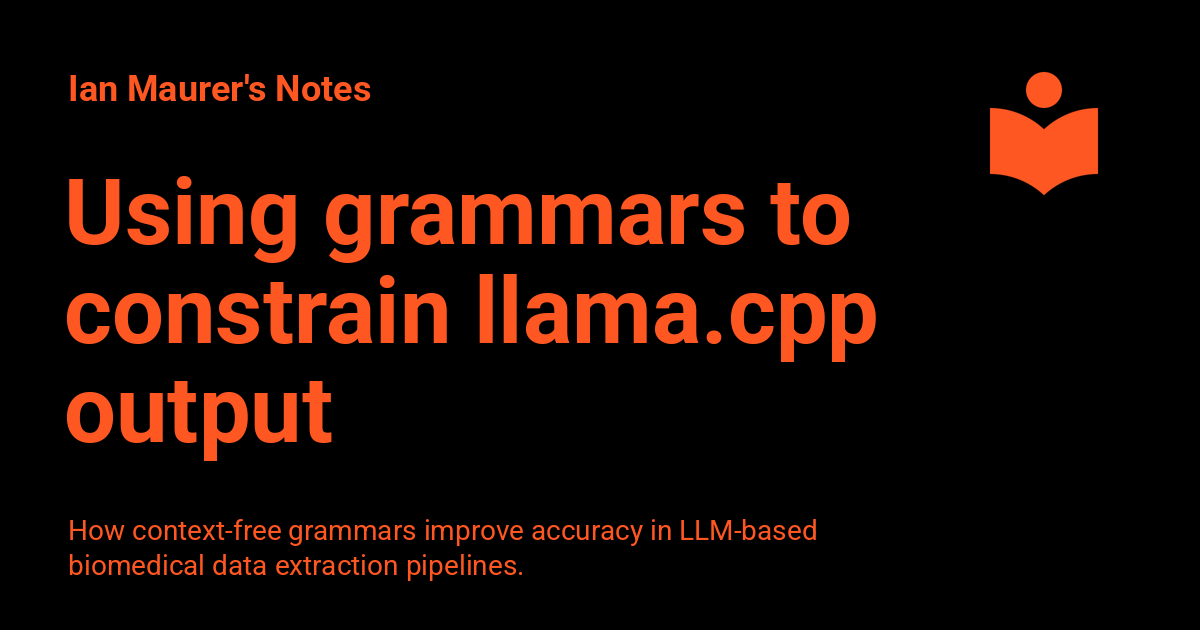 Ian Maurer's Notes
Using grammars to
constrain llama.cpp
output
How context-free grammars improve accuracy in LLM-based
biomedical data extraction pipelines.